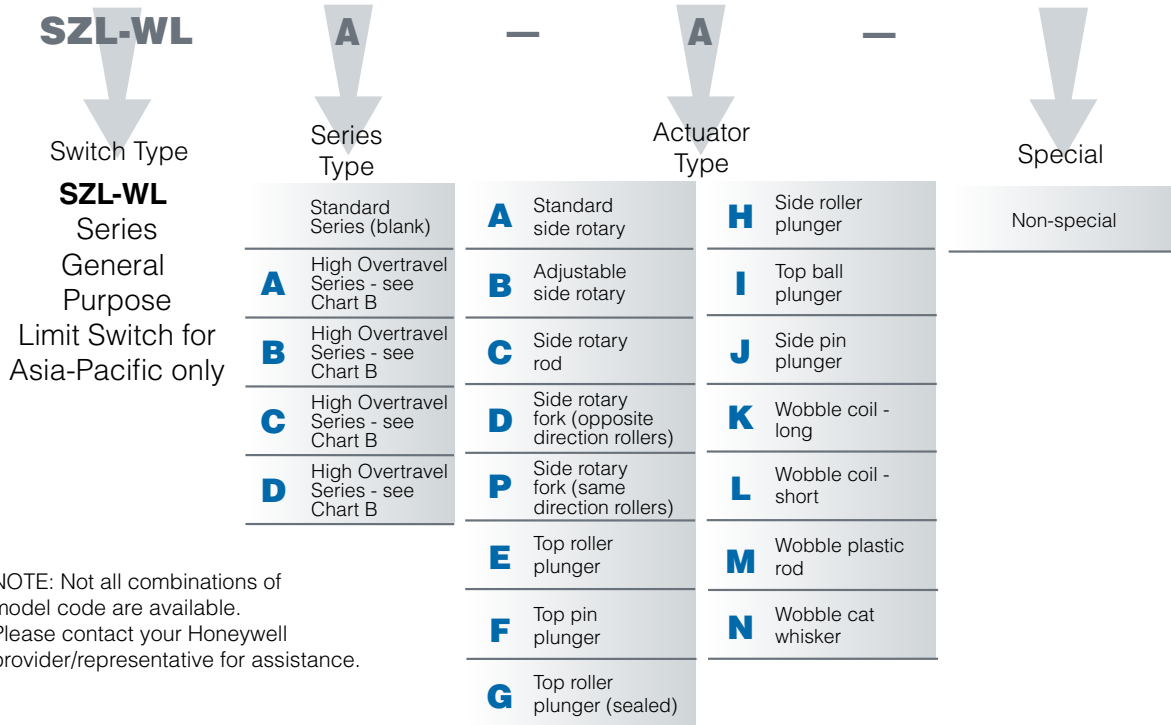 SZL-WL A — A —
Switch Type
SZL-WL
Series
General
Purpose
Limit Switch for
Asia-Pacific only
Series
Type
Standard
Series (blank)
A High Overtravel
Series - see
Chart B
B High Overtravel
Series - see
Chart B
C High Overtravel
Series - see
Chart B
D High Overtravel
Series - see
Chart B
Actuator
Type
A Standard
side rotary
B Adjustable
side rotary
C Side rotary
rod
D Side rotary
fork (opposite
direction rollers)
P Side rotary
fork (same
direction rollers)
E Top roller
plunger
F Top pin
plunger
G Top roller
plunger (sealed)
H Side roller
plunger
I Top ball
plunger
J Side pin
plunger
K Wobble coil -
long
L Wobble coil -
short
M Wobble plastic
rod
N Wobble cat
whisker
Special
Non-special
NOTE: Not all combinations of
model code are available.
Please contact your Honeywell
provider/representative for assistance.